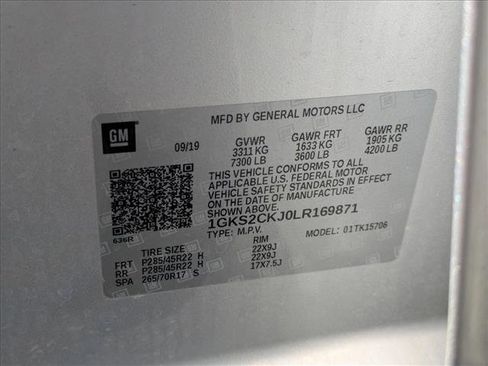 MFD BY GENERAL MOTORS LLC
GM
09/19 GVWR GAWR FRT GAWR RR
3311 KG 1633 KG 1905 KG
7300 LB 3600 LB 4200 LB
THIS VEHICLE CONFORMS TO ALL
APPLICABLE U.S. FEDERAL MOTOR
VEHICLE SAFETY STANDARDS IN EFFECT
ON THE DATE OF MANUFACTURE SHOWN ABOVE.
1GKS2CKJ0LR169871
636R TYPE: M.P.V. MODEL: 01TK15706
TIRE SIZE RIM
FRT P285/45R22 H 22X9J
RR P285/45R22 H 22X9J
SPA 265/70R17 S 17X7.5J